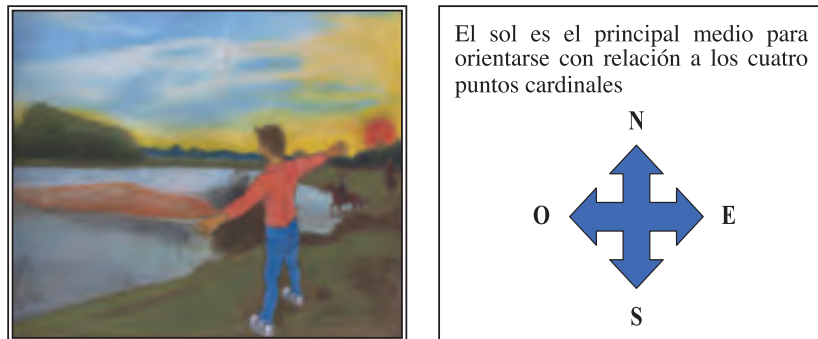 El sol es el principal medio para
orientarse con relación a los cuatro
puntos cardinales
N
O
E
S